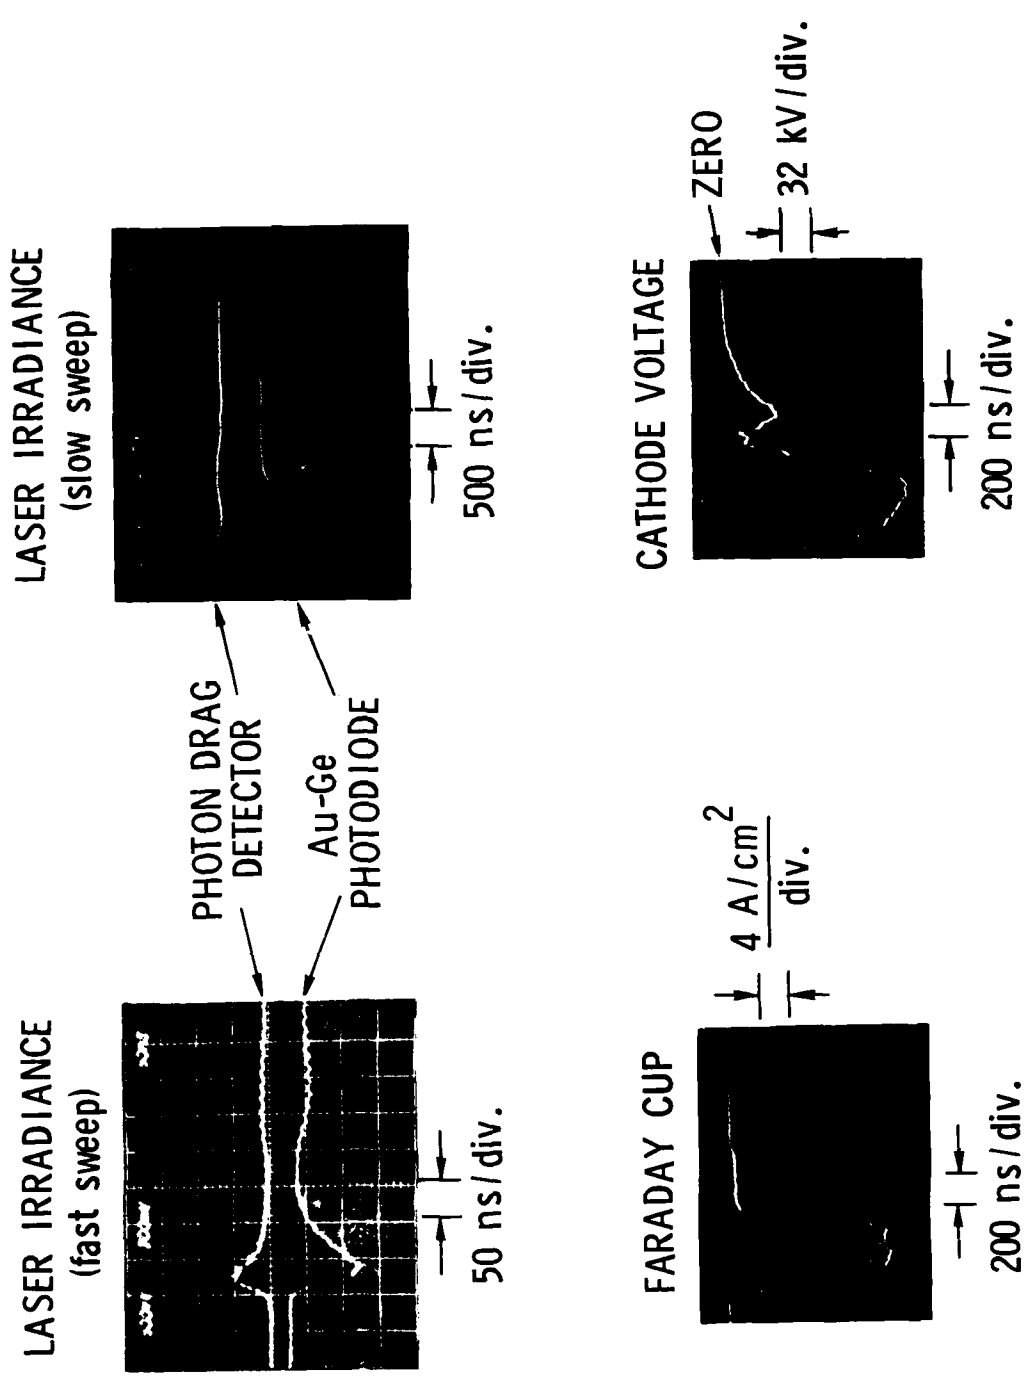 LASER IRRADIANCE
(fast sweep)
50 ns/div.
PHOTON DRAG
DETECTOR
Au-Ge
PHOTODIODE
LASER IRRADIANCE
(slow sweep)
500 ns/div.
FARADAY CUP
4 A/cm²
div.
200 ns/div.
CATHODE VOLTAGE
ZERO
32 kV/div.
200 ns/div.